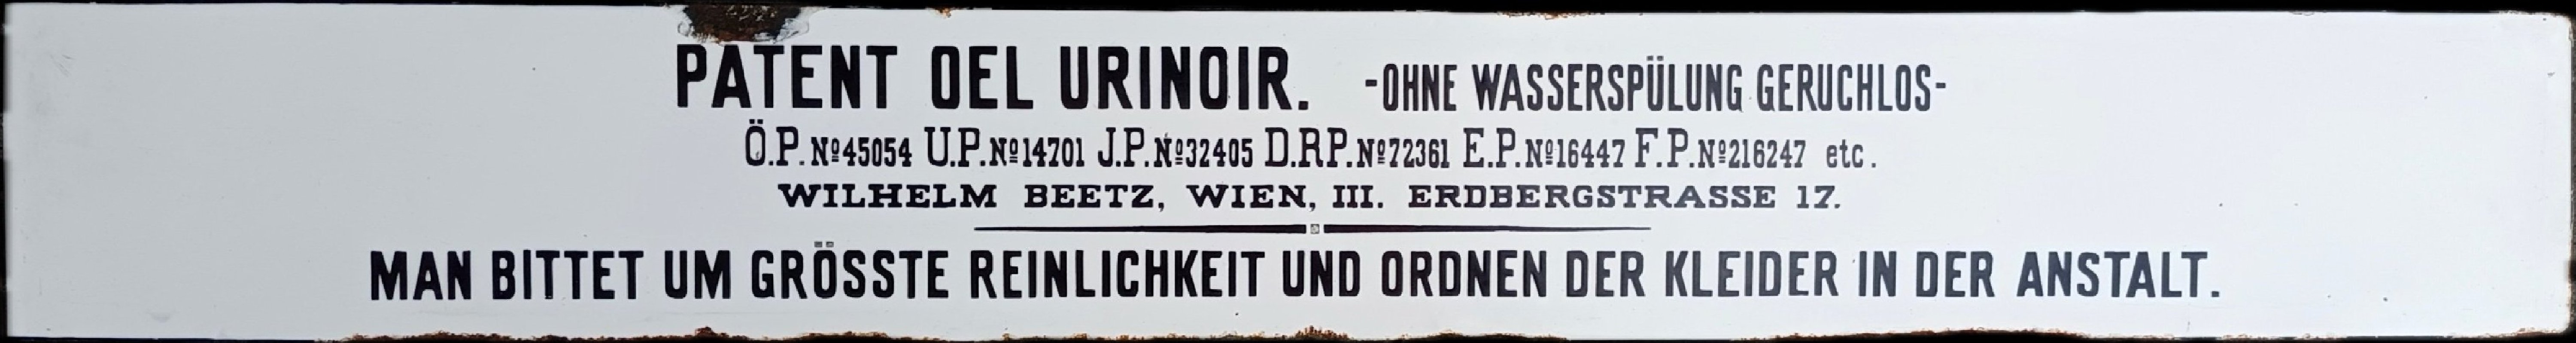 PATENT OEL URINOIR. -OHNE WASSERSPÜLUNG GERUCHLOS-
Ö.P.Nº45054 U.P.Nº14701 J.P.Nº32405 D.R.P.Nº72361 E.P.Nº16447 F.P.Nº216247 etc.
WILHELM BEETZ, WIEN, III. ERDBERGSTRASSE 17.
MAN BITTET UM GRÖSSTE REINLICHKEIT UND ORDNEN DER KLEIDER IN DER ANSTALT.